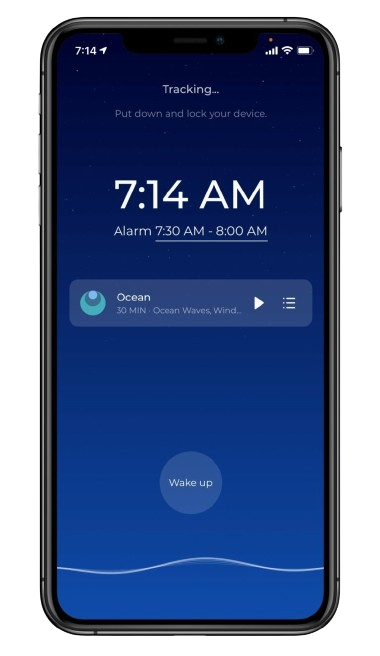 7:14
Tracking...
Put down and lock your device.
7:14 AM
Alarm 7:30 AM - 8:00 AM
Ocean
30 MIN · Ocean Waves, Wind...
Wake up